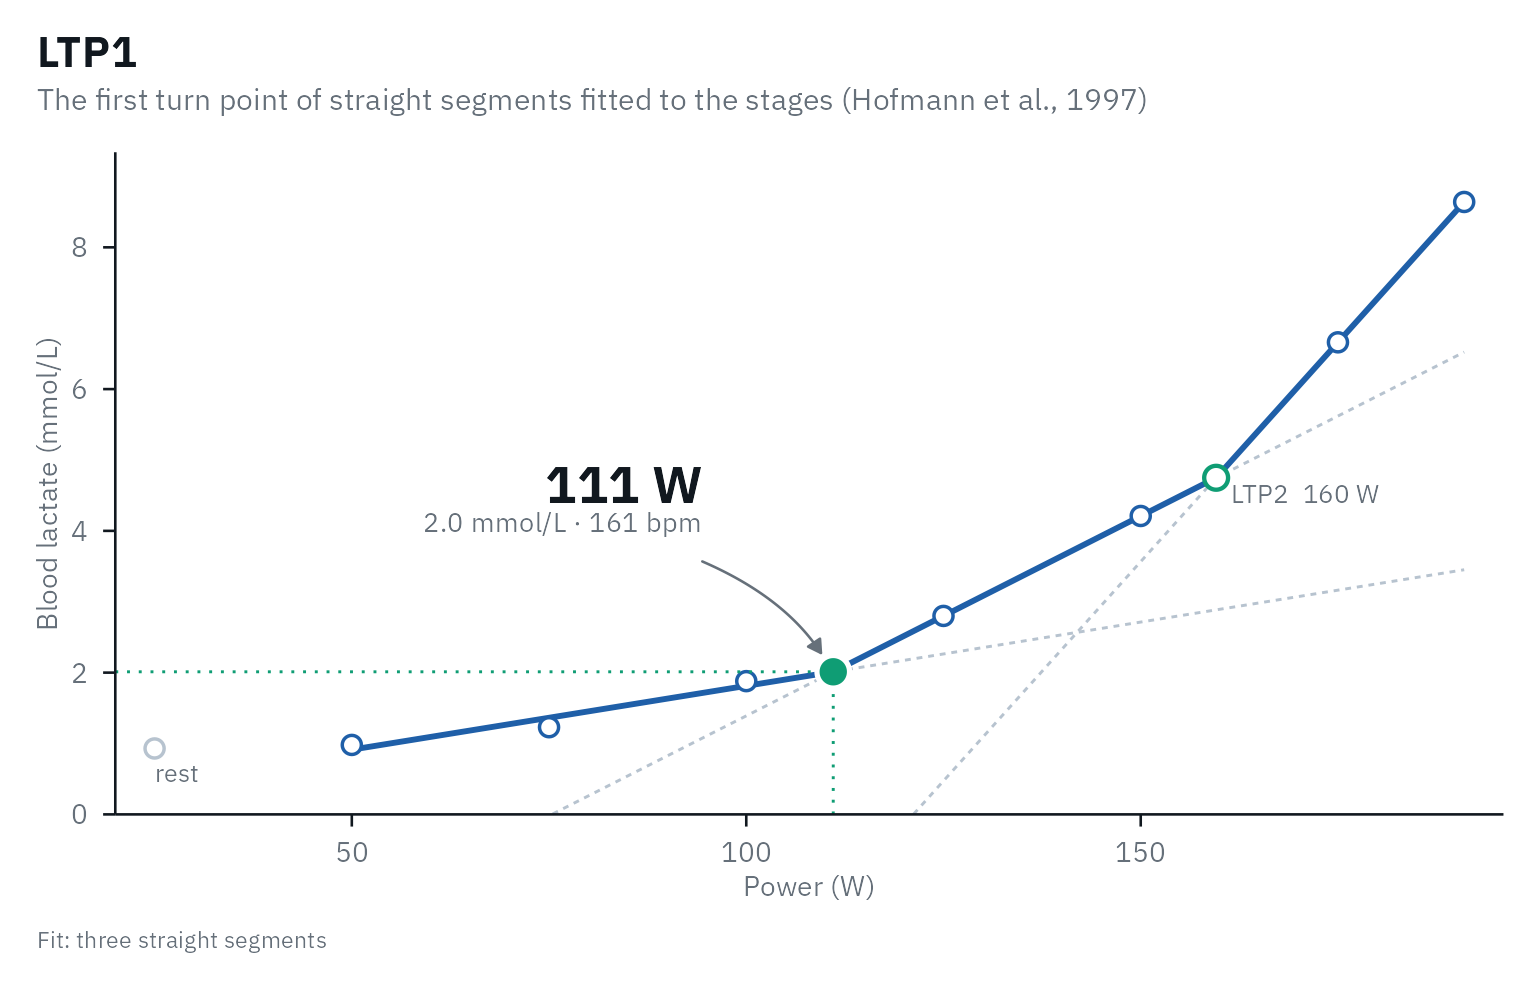 LTP1
The first turn point of straight segments fitted to the stages (Hofmann et al., 1997)
Blood lactate (mmol/L)
8
6
4
2
0
111 W
2.0 mmol/L · 161 bpm
LTP2 160 W
rest
50
100
150
Power (W)
Fit: three straight segments